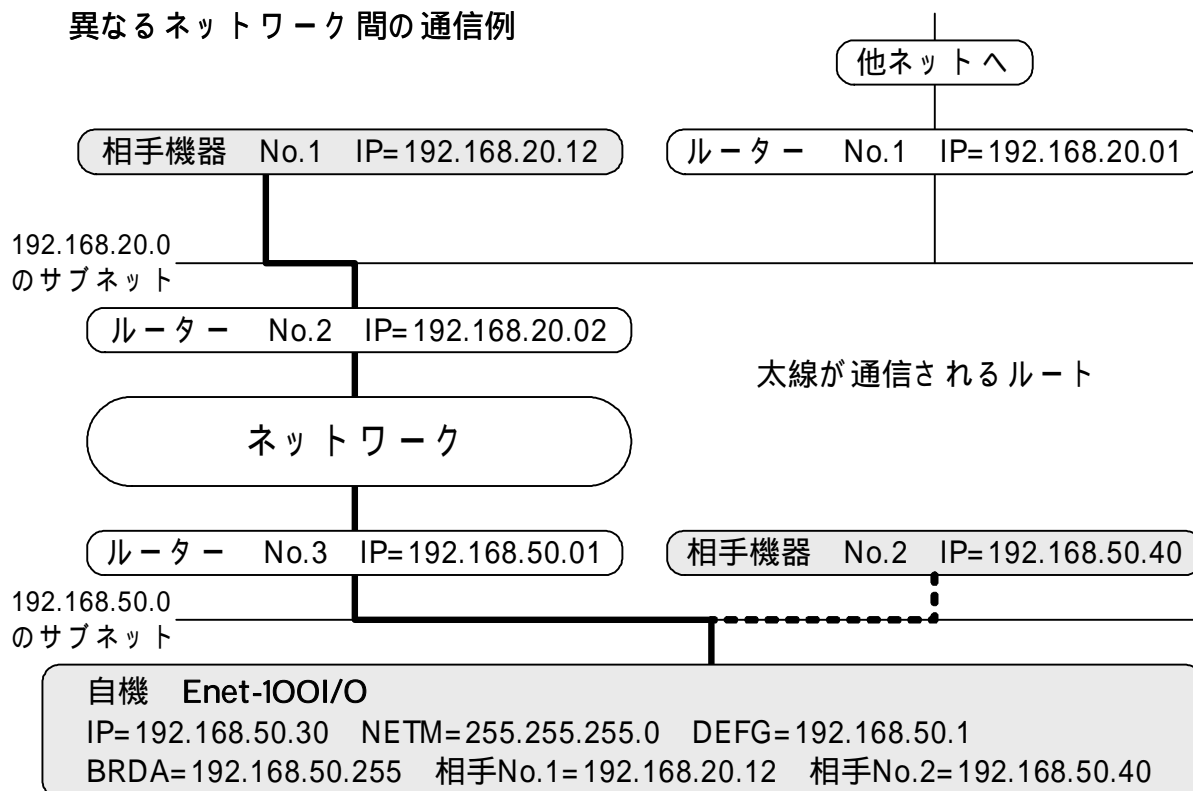 異なるネットワーク間の通信例
他ネットへ
相手機器 No.1 IP=192.168.20.12
ルーター No.1 IP=192.168.20.01
192.168.20.0
のサブネット
ルーター No.2 IP=192.168.20.02
太線が通信されるルート
ネットワーク
ルーター No.3 IP=192.168.50.01
相手機器 No.2 IP=192.168.50.40
192.168.50.0
のサブネット
自機 Enet-100I/O
IP=192.168.50.30 NETM=255.255.255.0 DEFG=192.168.50.1
BRDA=192.168.50.255 相手No.1=192.168.20.12 相手No.2=192.168.50.40